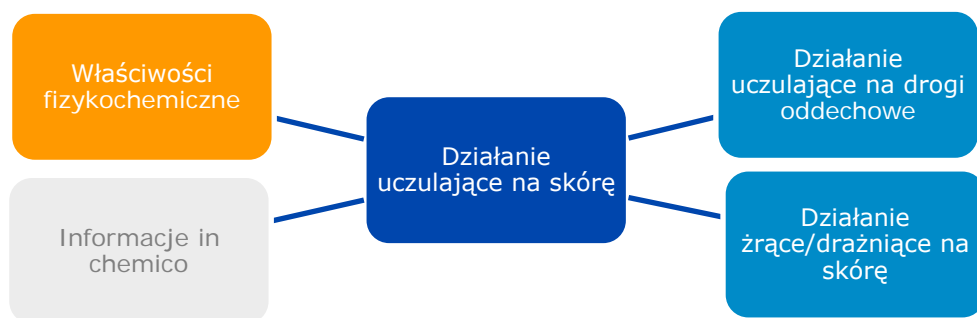 Właściwości
fizykochemiczne
Informacje in
chemico
Działanie
uczulające na skórę
Działanie
uczulające na drogi
oddechowe
Działanie
żrące/drażniące na
skórę